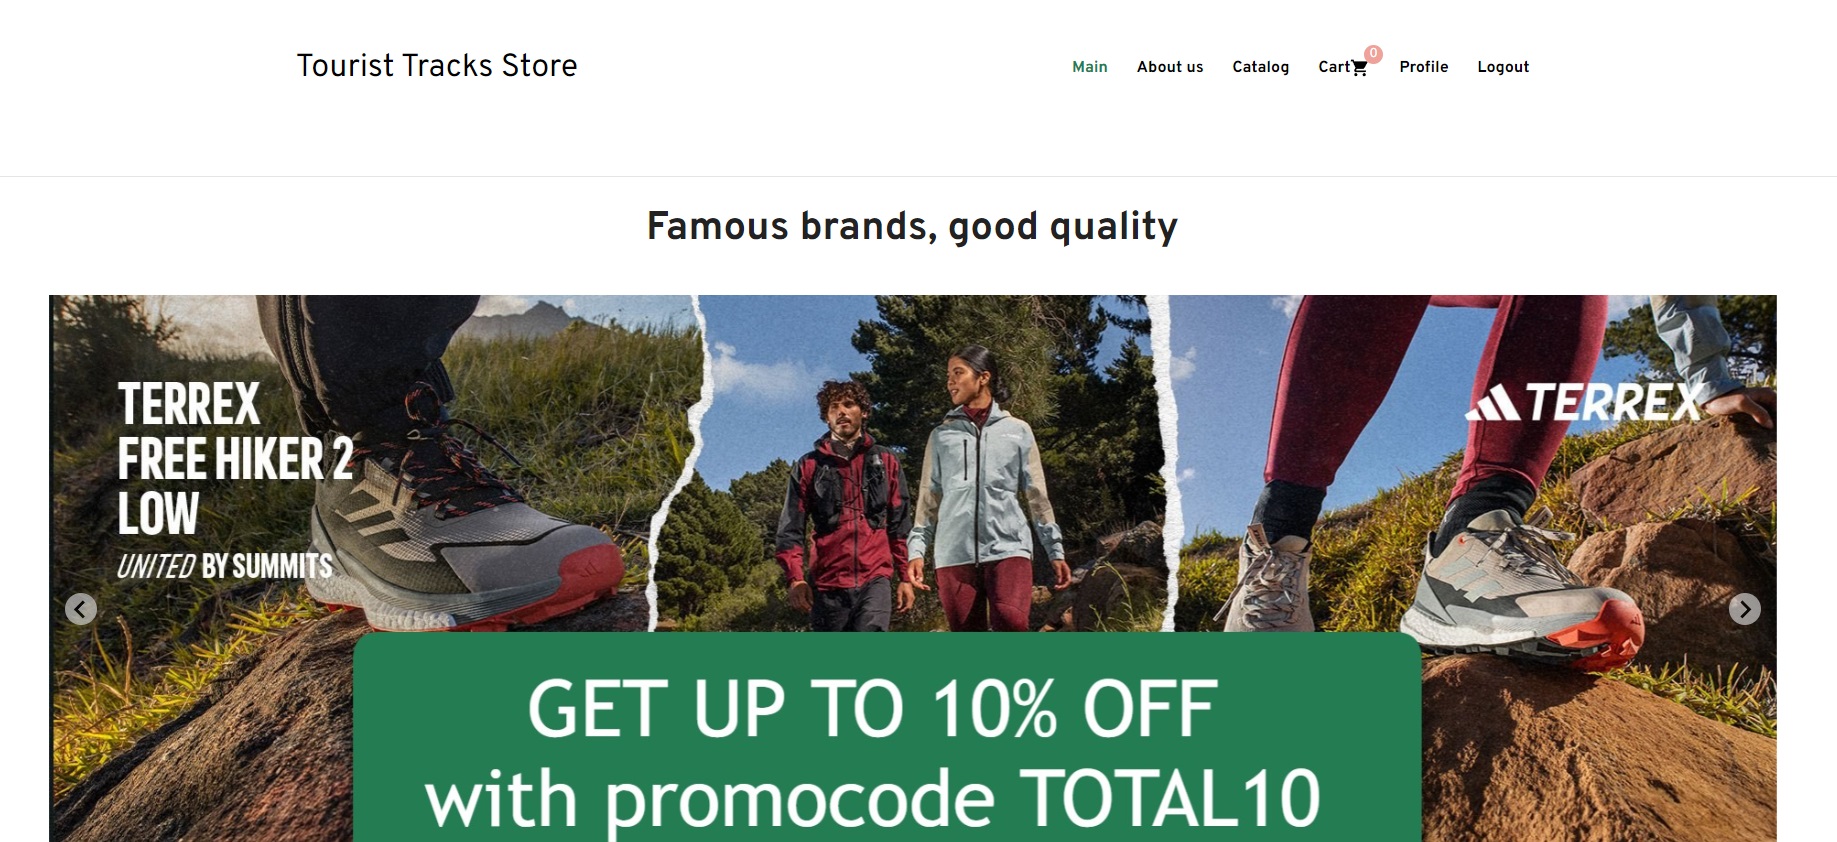 Tourist Tracks Store
Main About us Catalog Cart 0 Profile Logout
Famous brands, good quality
TERREX
FREE HIKER 2
LOW
UNITED BY SUMMITS
TERREX
GET UP TO 10% OFF
with promocode TOTAL10